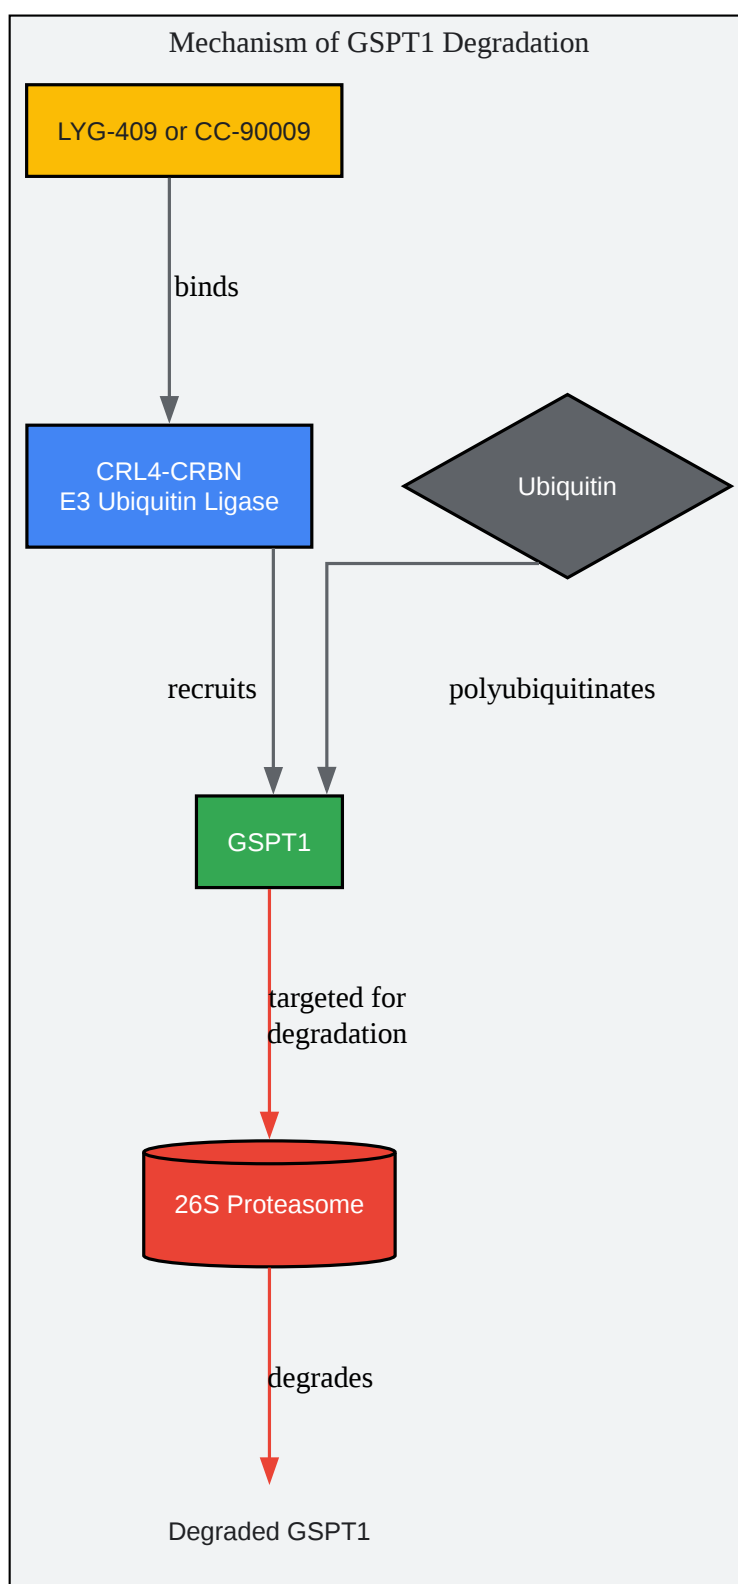 Mechanism of GSPT1 Degradation
LYG-409 or CC-90009
binds
CRL4-CRBN
E3 Ubiquitin Ligase
Ubiquitin
recruits
polyubiquitinates
GSPT1
targeted for
degradation
26S Proteasome
degrades
Degraded GSPT1